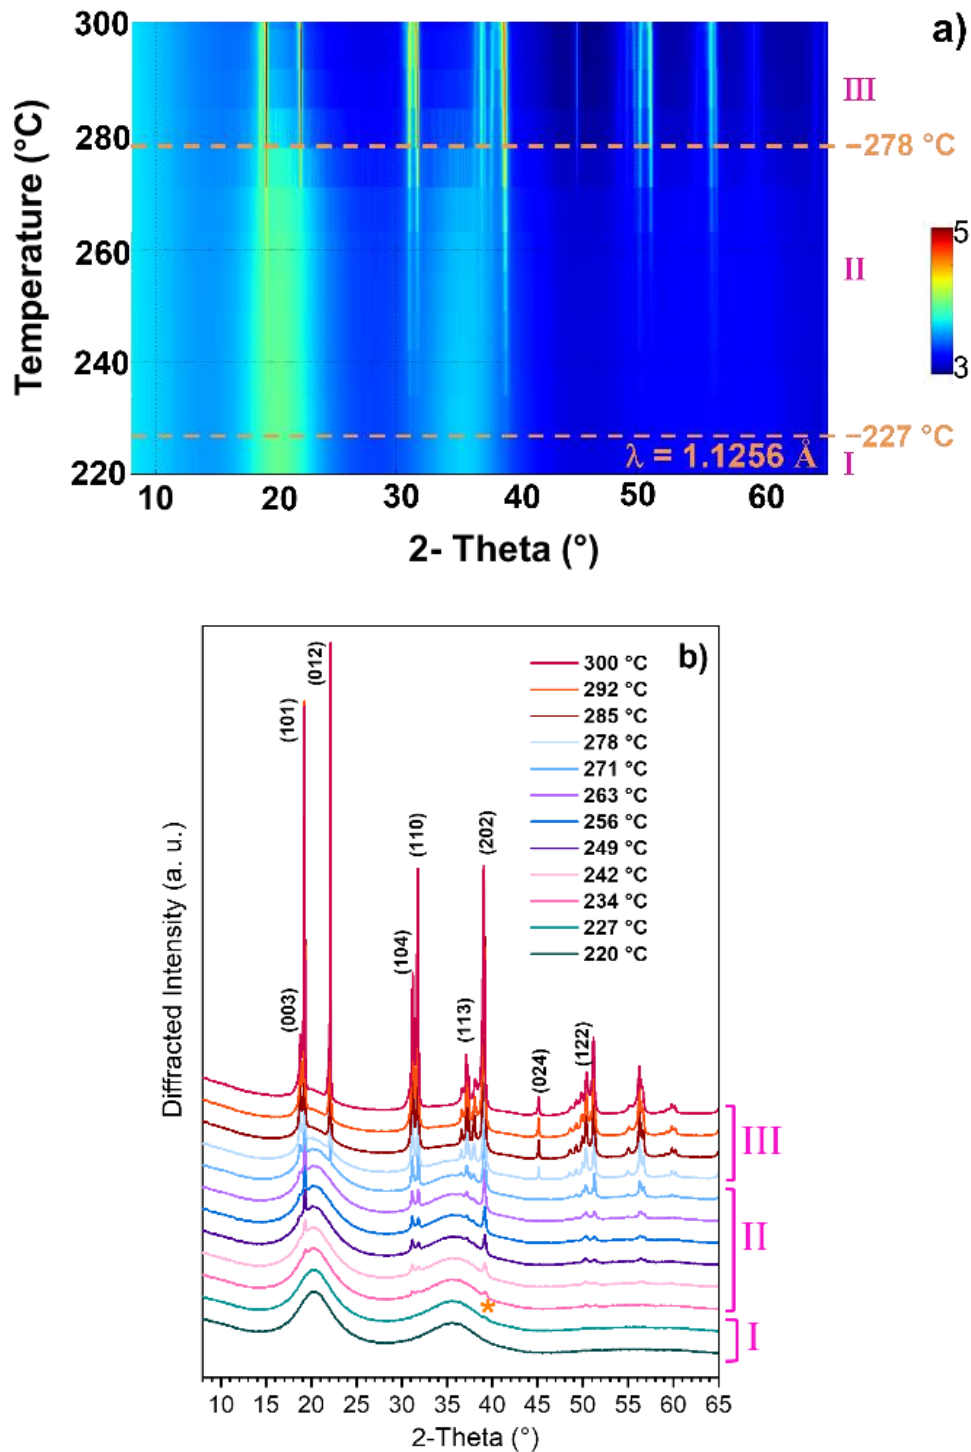 300
a)
III
280
278 °C
Temperature (°C)
260
II
5
3
240
227 °C
λ = 1.1256 Å
I
220
10 20 30 40 50 60
2- Theta (°)
b)
(012)
(101)
(110)
(202)
(104)
(003)
(113)
(024)
(122)
300 °C
292 °C
285 °C
278 °C
271 °C
263 °C
256 °C
249 °C
242 °C
234 °C
227 °C
220 °C
Diffracted Intensity (a. u.)
III
II
*
I
10 15 20 25 30 35 40 45 50 55 60 65
2-Theta (°)